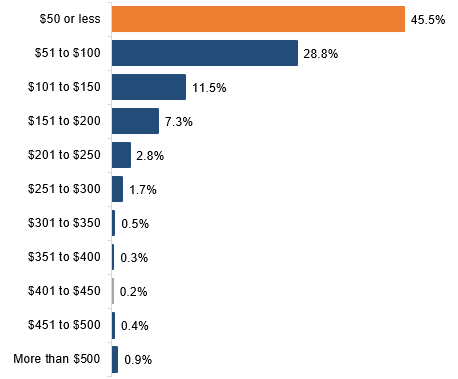 $50 or less 45.5%
$51 to $100 28.8%
$101 to $150 11.5%
$151 to $200 7.3%
$201 to $250 2.8%
$251 to $300 1.7%
$301 to $350 0.5%
$351 to $400 0.3%
$401 to $450 0.2%
$451 to $500 0.4%
More than $500 0.9%